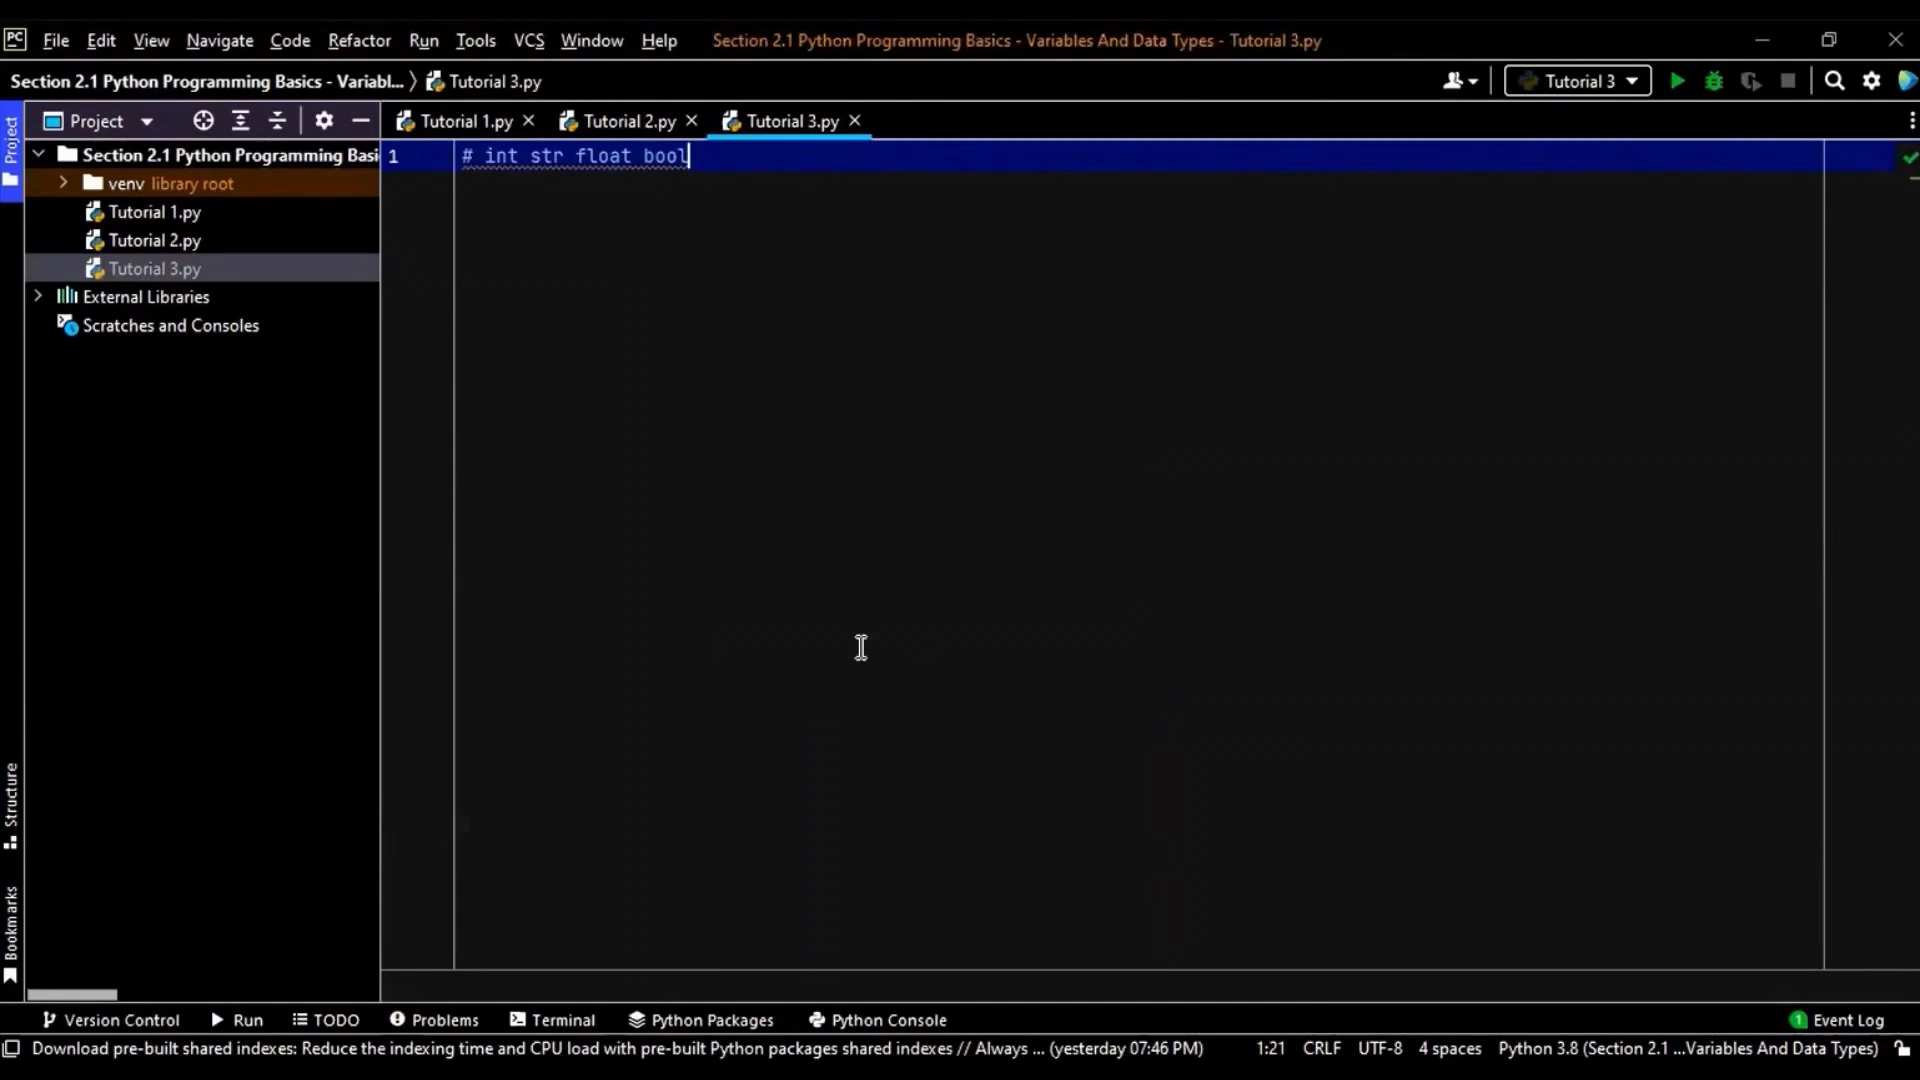 PC File Edit View Navigate Code Refactor Run Tools VCS Window Help Section 2.1 Python Programming Basics - Variables And Data Types - Tutorial 3.py
Section 2.1 Python Programming Basics - Variabl... Tutorial 3.py Tutorial 3
Project Project Tutorial 1.py Tutorial 2.py Tutorial 3.py
Section 2.1 Python Programming Basi
venv library root
Tutorial 1.py
Tutorial 2.py
Tutorial 3.py
External Libraries
Scratches and Consoles
1 # int str float bool
Structure
Bookmarks
Version Control Run TODO Problems Terminal Python Packages Python Console 1 Event Log
Download pre-built shared indexes: Reduce the indexing time and CPU load with pre-built Python packages shared indexes // Always ... (yesterday 07:46 PM) 1:21 CRLF UTF-8 4 spaces Python 3.8 (Section 2.1 ...Variables And Data Types)